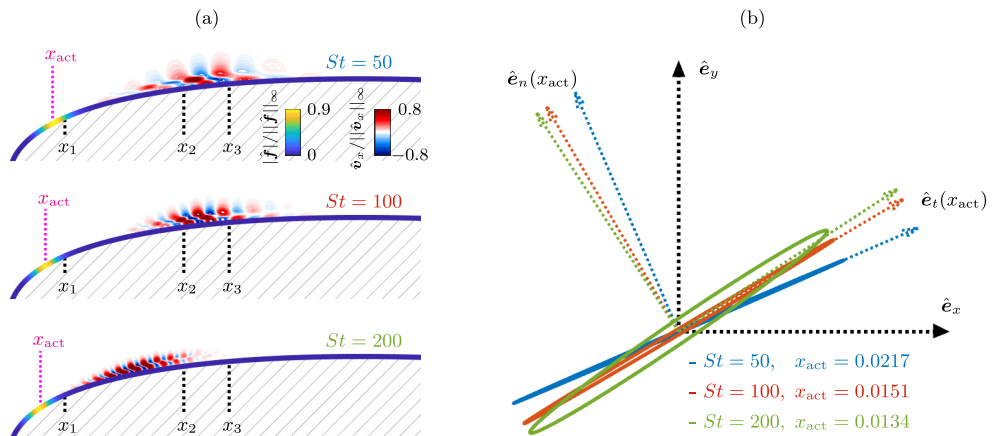 (a)
x_act
St = 50
|f̂|/||f̂||_∞
0.9
0
v̂_x/||v̂_x||_∞
0.8
−0.8
x_1
x_2
x_3
x_act
St = 100
x_1
x_2
x_3
x_act
St = 200
x_1
x_2
x_3
(b)
ê_n(x_act)
ê_y
ê_t(x_act)
ê_x
St = 50, x_act = 0.0217
St = 100, x_act = 0.0151
St = 200, x_act = 0.0134